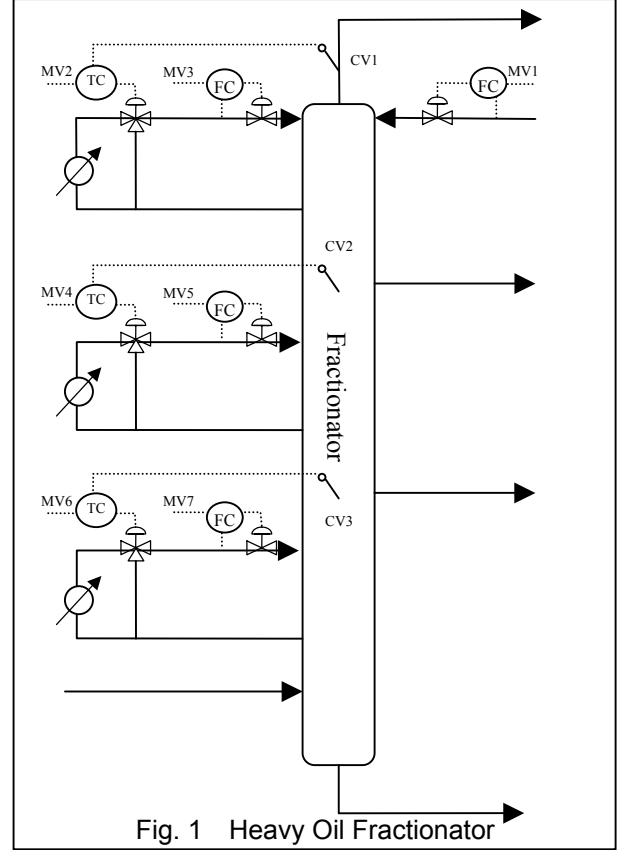 CV1
MV2
TC
MV3
FC
FC
MV1
CV2
MV4
TC
MV5
FC
Fractionator
MV6
TC
MV7
FC
CV3
Fig. 1 Heavy Oil Fractionator